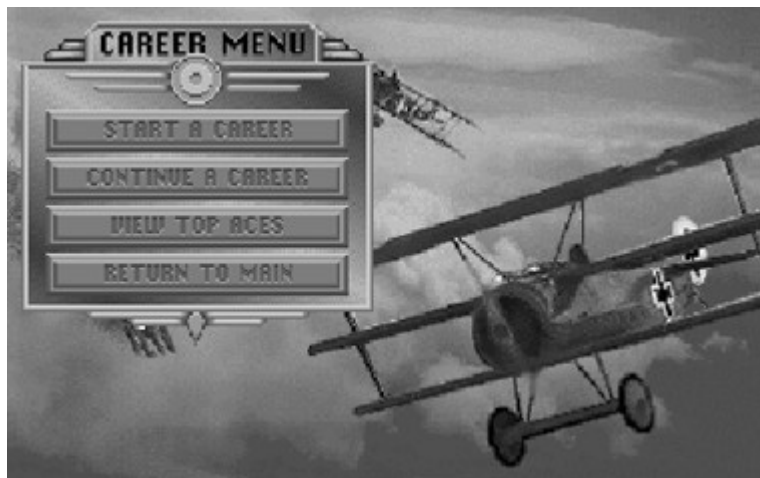 CAREER MENU
START A CAREER
CONTINUE A CAREER
VIEW TOP ACES
RETURN TO MAIN